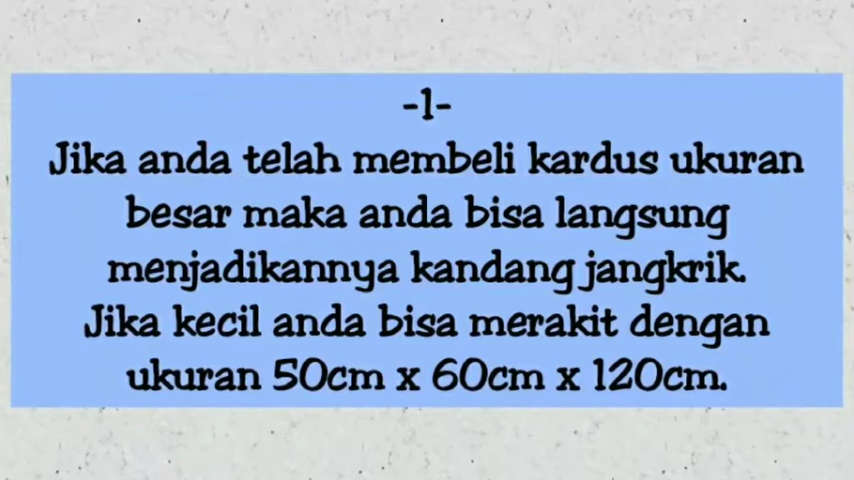 -1-
Jika anda telah membeli kardus ukuran
besar maka anda bisa langsung
menjadikannya kandang jangkrik.
Jika kecil anda bisa merakit dengan
ukuran 50cm x 60cm x 120cm.